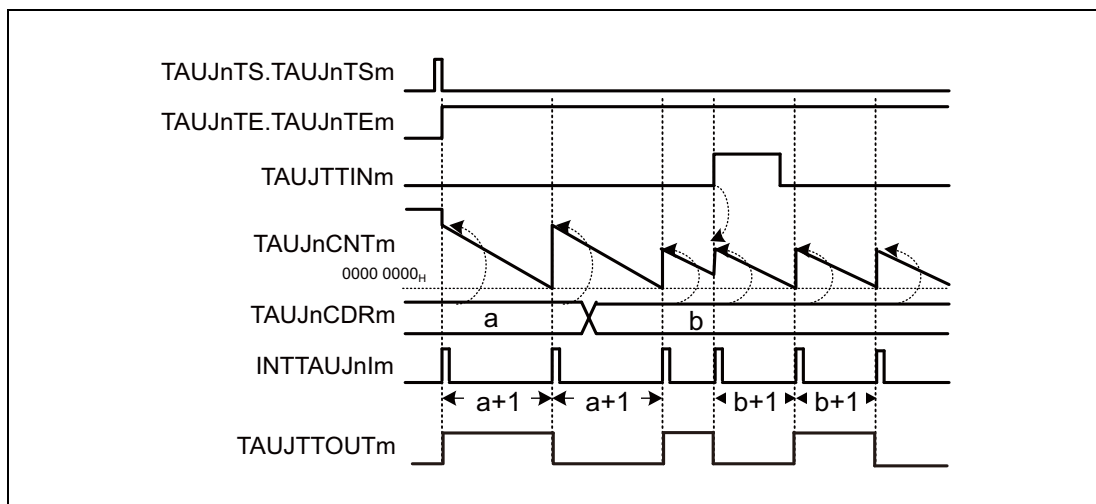 TAUJnTS.TAUJnTSm
TAUJnTE.TAUJnTEm
TAUJTTINm
TAUJnCNTm
0000 0000H
TAUJnCDRm
a b
INTTAUJnIm
a+1 a+1 b+1 b+1
TAUJTTOUTm